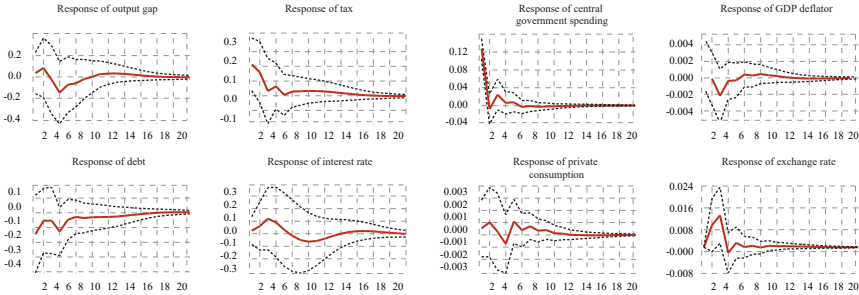 Response of output gap
0.2
0.0
-0.2
-0.4
2 4 6 8 10 12 14 16 18 20
Response of tax
0.3
0.2
0.1
0.0
-0.1
2 4 6 8 10 12 14 16 18 20
Response of central
government spending
0.12
0.08
0.04
0.00
-0.04
2 4 6 8 10 12 14 16 18 20
Response of GDP deflator
0.004
0.002
0.000
-0.002
-0.004
2 4 6 8 10 12 14 16 18 20
Response of debt
0.1
0.0
-0.1
-0.2
-0.3
-0.4
2 4 6 8 10 12 14 16 18 20
Response of interest rate
0.3
0.2
0.1
0.0
-0.1
-0.2
-0.3
2 4 6 8 10 12 14 16 18 20
Response of private
consumption
0.003
0.002
0.001
0.000
-0.001
-0.002
-0.003
2 4 6 8 10 12 14 16 18 20
Response of exchange rate
0.024
0.016
0.008
0.000
-0.008
2 4 6 8 10 12 14 16 18 20